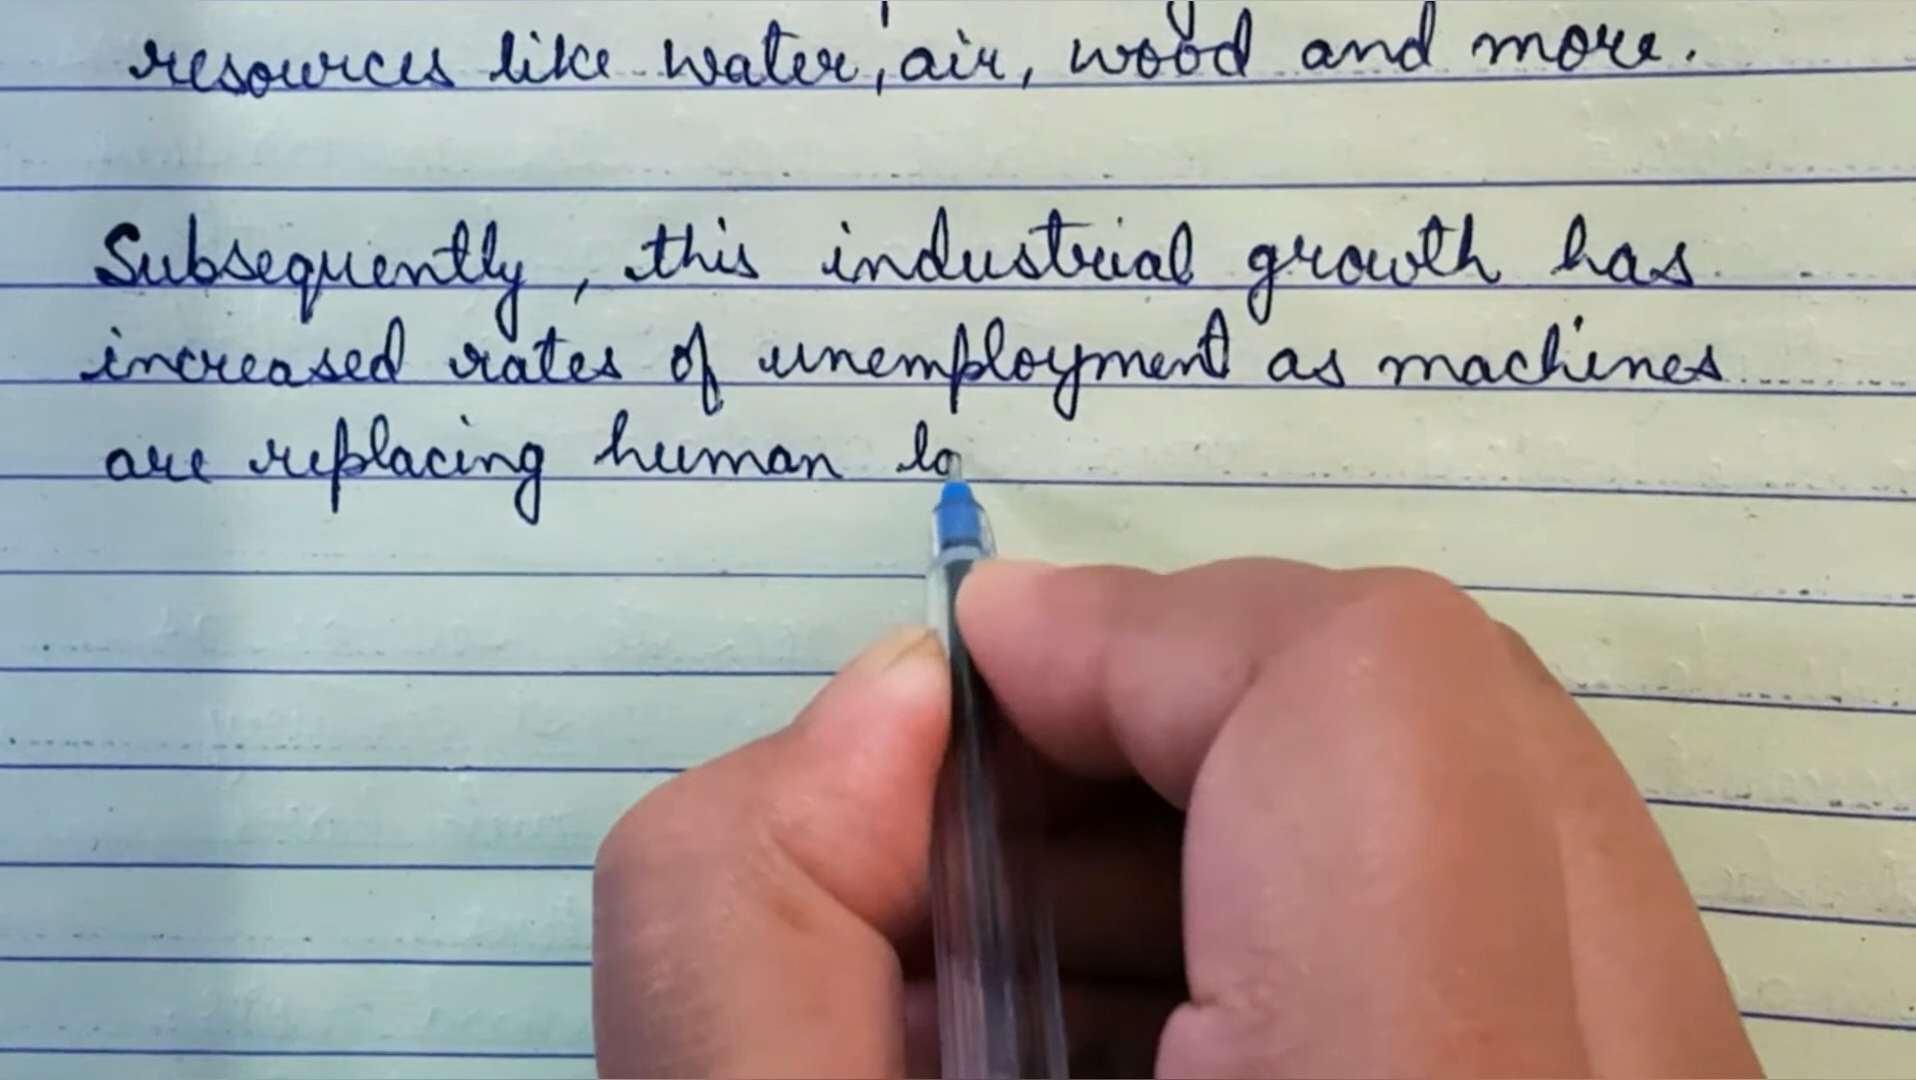 resources like water, air, wood and more.
Subsequently, this industrial growth has
increased rates of unemployment as machines
are replacing human la